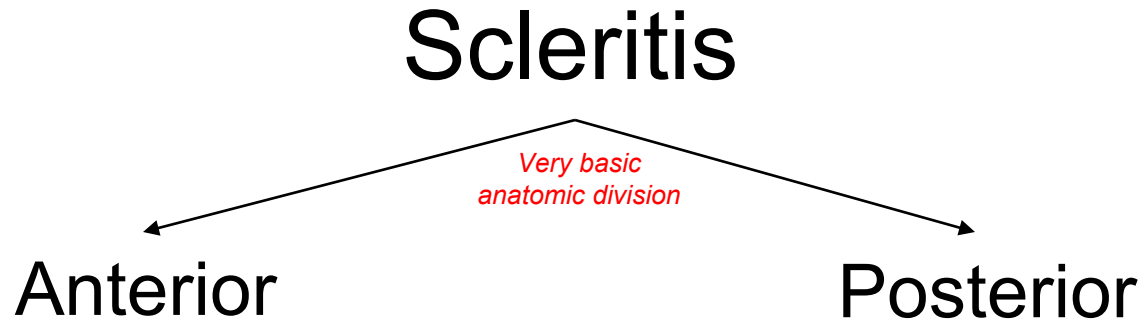 Scleritis
Very basic
anatomic division
Anterior
Posterior